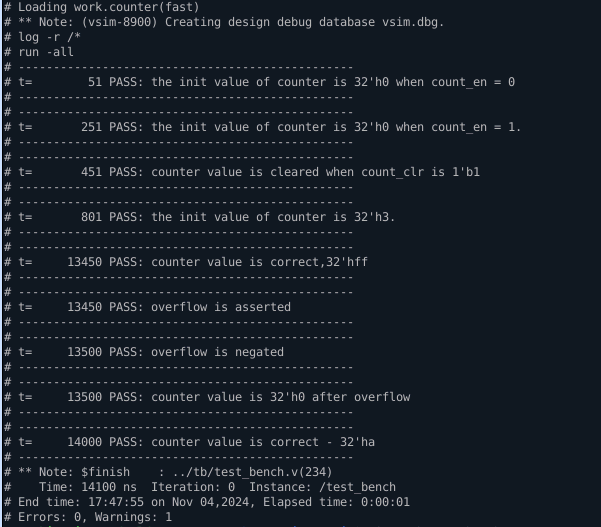 # Loading work.counter(fast)
# ** Note: (vsim-8900) Creating design debug database vsim.dbg.
# log -r /*
# run -all
# ------------------------------------------------
# t=        51 PASS: the init value of counter is 32'h0 when count_en = 0
# ------------------------------------------------
# ------------------------------------------------
# t=       251 PASS: the init value of counter is 32'h0 when count_en = 1.
# ------------------------------------------------
# ------------------------------------------------
# t=       451 PASS: counter value is cleared when count_clr is 1'b1
# ------------------------------------------------
# ------------------------------------------------
# t=       801 PASS: the init value of counter is 32'h3.
# ------------------------------------------------
# ------------------------------------------------
# t=     13450 PASS: counter value is correct,32'hff
# ------------------------------------------------
# ------------------------------------------------
# t=     13450 PASS: overflow is asserted
# ------------------------------------------------
# ------------------------------------------------
# t=     13500 PASS: overflow is negated
# ------------------------------------------------
# ------------------------------------------------
# t=     13500 PASS: counter value is 32'h0 after overflow
# ------------------------------------------------
# ------------------------------------------------
# t=     14000 PASS: counter value is correct - 32'ha
# ------------------------------------------------
# ** Note: $finish    : ../tb/test_bench.v(234)
#    Time: 14100 ns  Iteration: 0  Instance: /test_bench
# End time: 17:47:55 on Nov 04,2024, Elapsed time: 0:00:01
# Errors: 0, Warnings: 1